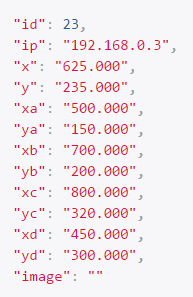 "id": 23,
"ip": "192.168.0.3",
"x": "625.000",
"y": "235.000",
"xa": "500.000",
"ya": "150.000",
"xb": "700.000",
"yb": "200.000",
"xc": "800.000",
"yc": "320.000",
"xd": "450.000",
"yd": "300.000",
"image": ""